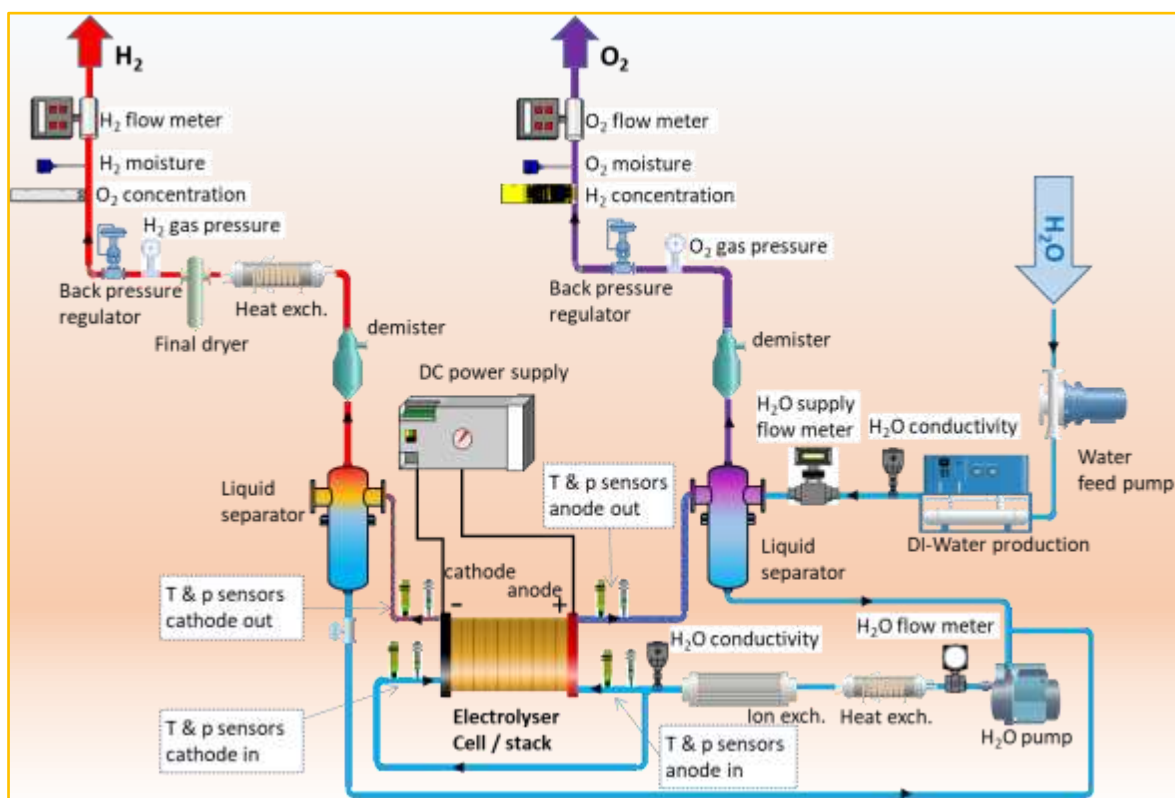 H₂
O₂
H₂ flow meter
O₂ flow meter
H₂ moisture
O₂ moisture
O₂ concentration
H₂ concentration
H₂ gas pressure
O₂ gas pressure
H₂O
Back pressure
regulator
Heat exch.
Final dryer
Back pressure
regulator
demister
demister
DC power supply
H₂O supply
flow meter
H₂O conductivity
Water
feed pump
Liquid
separator
T & p sensors
anode out
DI-Water production
Liquid
separator
cathode
anode
-
+
T & p sensors
cathode out
H₂O conductivity
H₂O flow meter
T & p sensors
cathode in
Electrolyser
Cell / stack
T & p sensors
anode in
Ion exch.
Heat exch.
H₂O pump